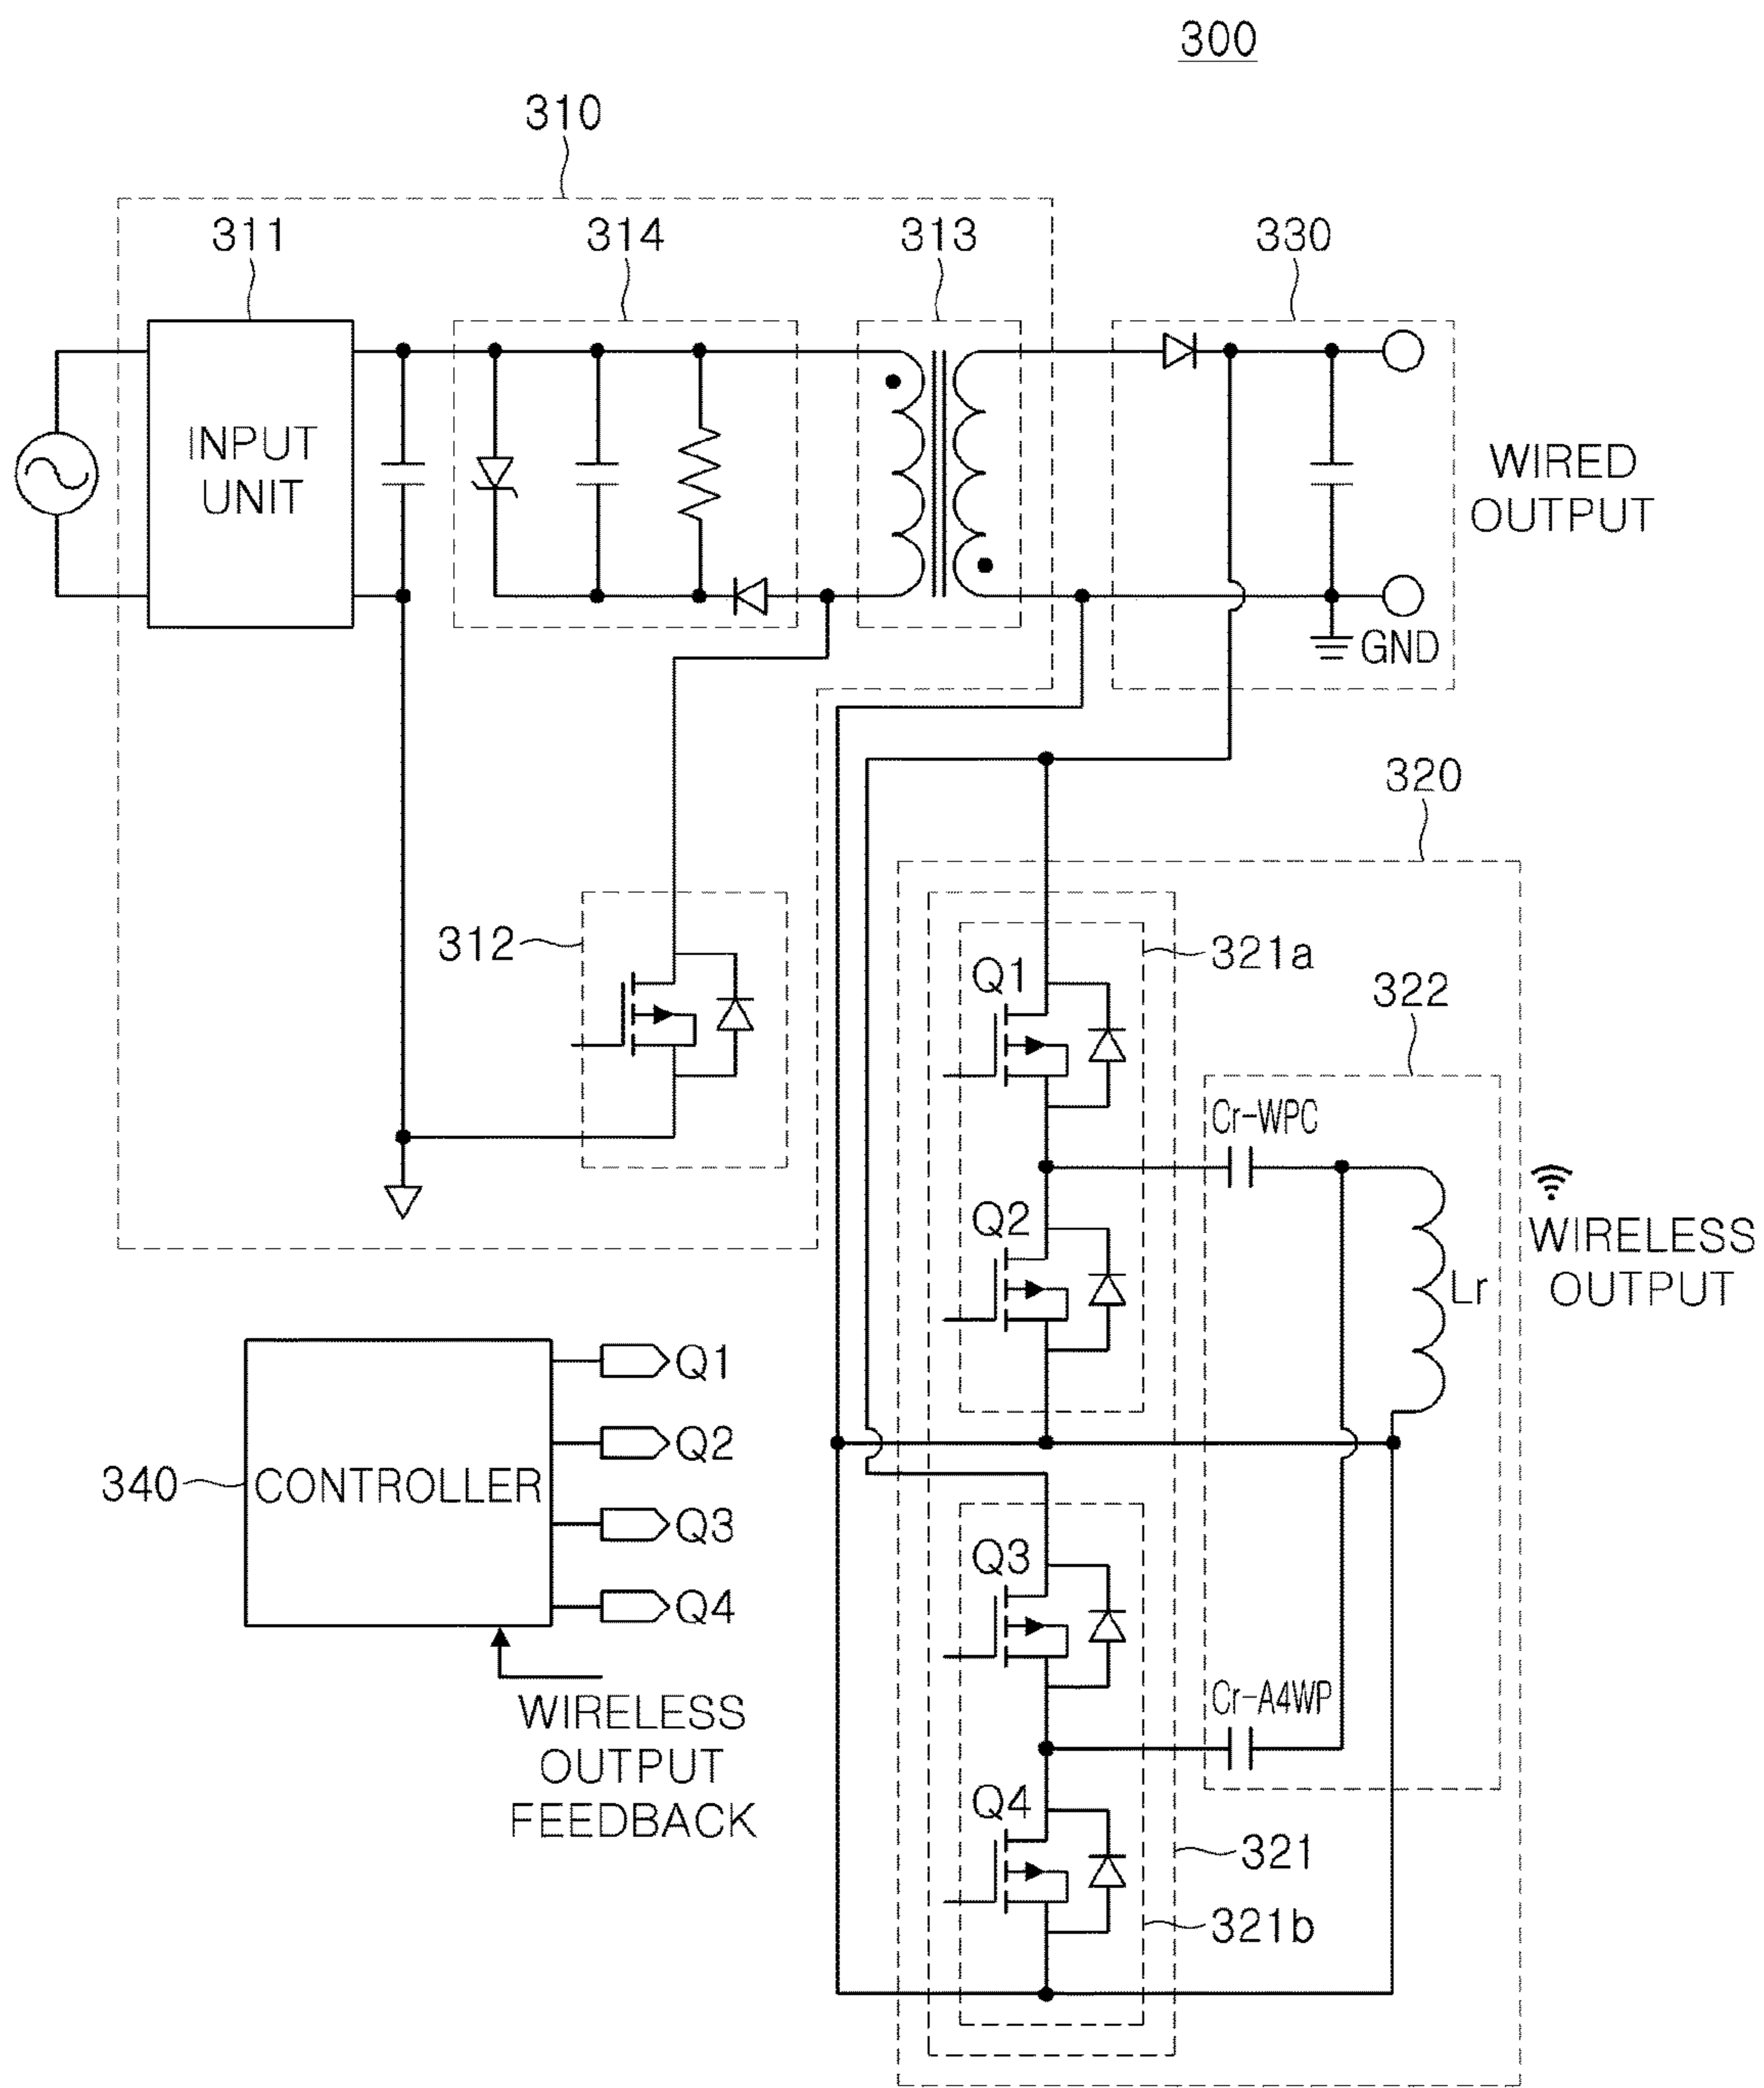 300
310
311
314
313
330
INPUT
UNIT
WIRED
OUTPUT
GND
320
312
321a
Q1
322
Cr-WPC
Q2
WIRELESS
OUTPUT
Lr
Q1
Q2
340
CONTROLLER
Q3
Q4
Q3
WIRELESS
OUTPUT
FEEDBACK
Cr-A4WP
Q4
321
321b